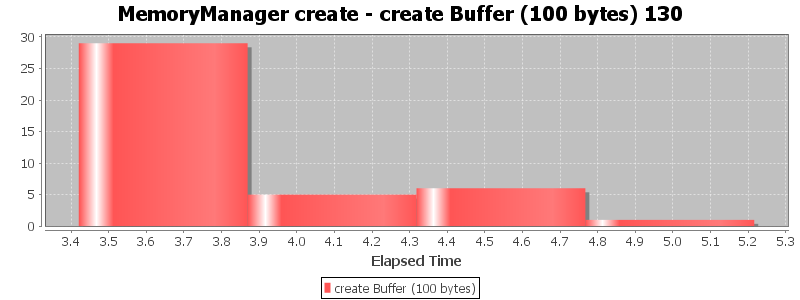 MemoryManager create - create Buffer (100 bytes) 130
30
25
20
15
10
5
0
3.4 3.5 3.6 3.7 3.8 3.9 4.0 4.1 4.2 4.3 4.4 4.5 4.6 4.7 4.8 4.9 5.0 5.1 5.2 5.3
Elapsed Time
create Buffer (100 bytes)